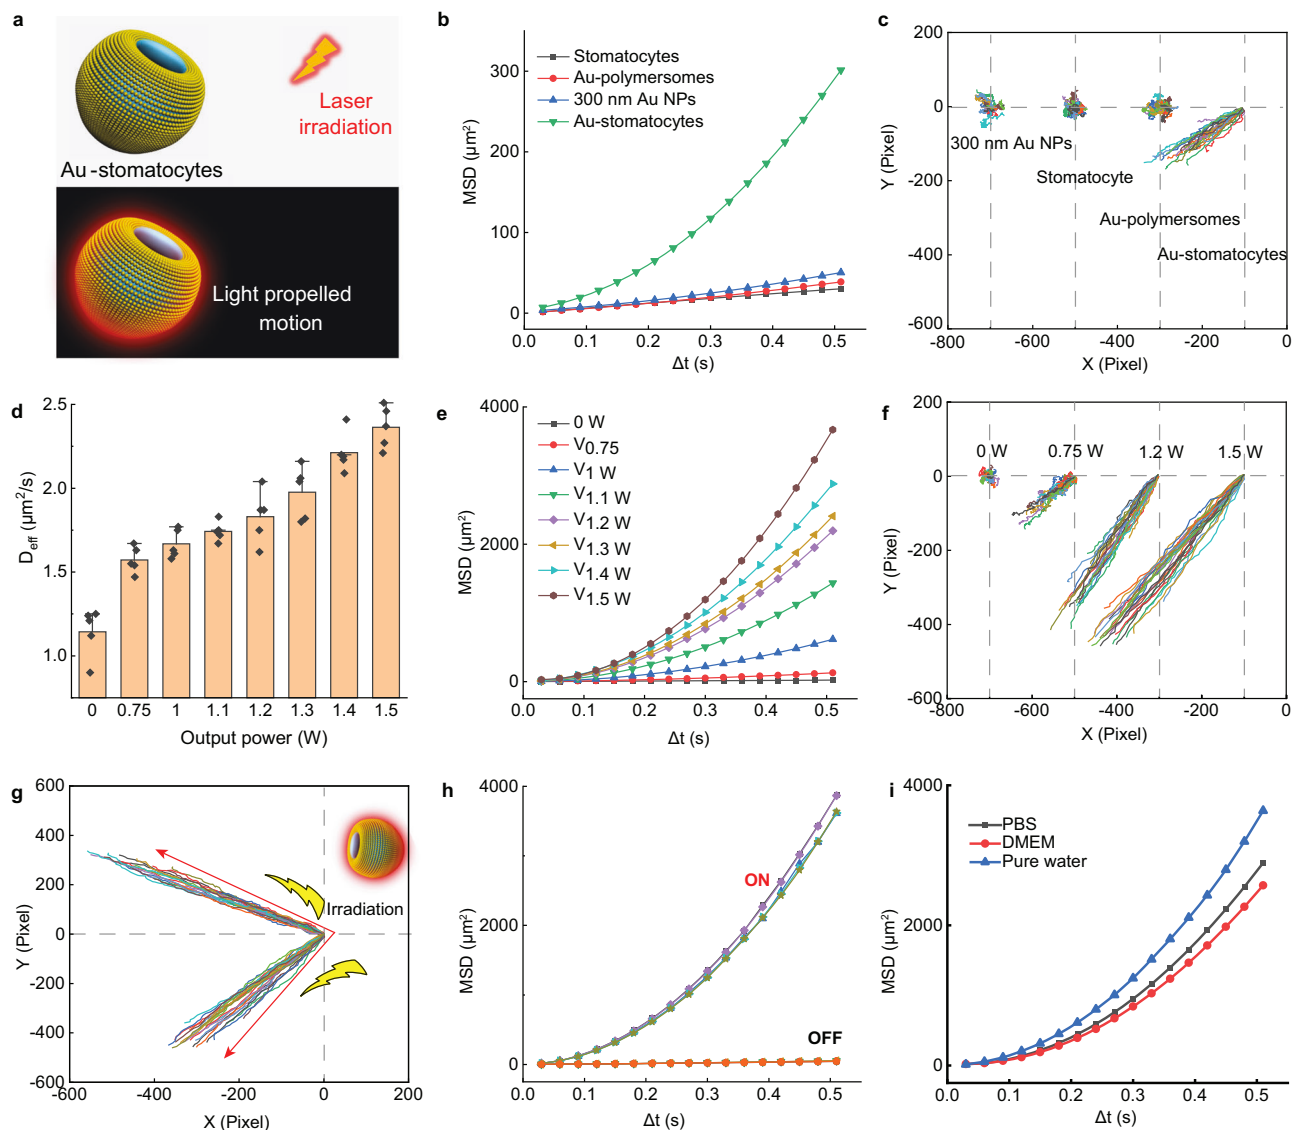 a
Au-stomatocytes
Laser
irradiation
Light propelled
motion
b
MSD (µm²)
300
200
100
0
Stomatocytes
Au-polymersomes
300 nm Au NPs
Au-stomatocytes
0.0 0.1 0.2 0.3 0.4 0.5
Δt (s)
c
Y (Pixel)
200
0
-200
-400
-600
300 nm Au NPs
Stomatocyte
Au-polymersomes
Au-stomatocytes
-800 -600 -400 -200 0
X (Pixel)
d
D_eff (µm²/s)
2.5
2.0
1.5
1.0
0 0.75 1 1.1 1.2 1.3 1.4 1.5
Output power (W)
e
MSD (µm²)
4000
2000
0
0 W
V0.75
V1 W
V1.1 W
V1.2 W
V1.3 W
V1.4 W
V1.5 W
0.0 0.1 0.2 0.3 0.4 0.5
Δt (s)
f
Y (Pixel)
200
0
-200
-400
-600
0 W 0.75 W 1.2 W 1.5 W
-800 -600 -400 -200 0
X (Pixel)
g
Y (Pixel)
600
400
200
0
-200
-400
-600
Irradiation
-600 -400 -200 0 200
X (Pixel)
h
MSD (µm²)
4000
2000
0
ON
OFF
0.0 0.1 0.2 0.3 0.4 0.5
Δt (s)
i
MSD (µm²)
4000
2000
0
PBS
DMEM
Pure water
0.0 0.1 0.2 0.3 0.4 0.5
Δt (s)